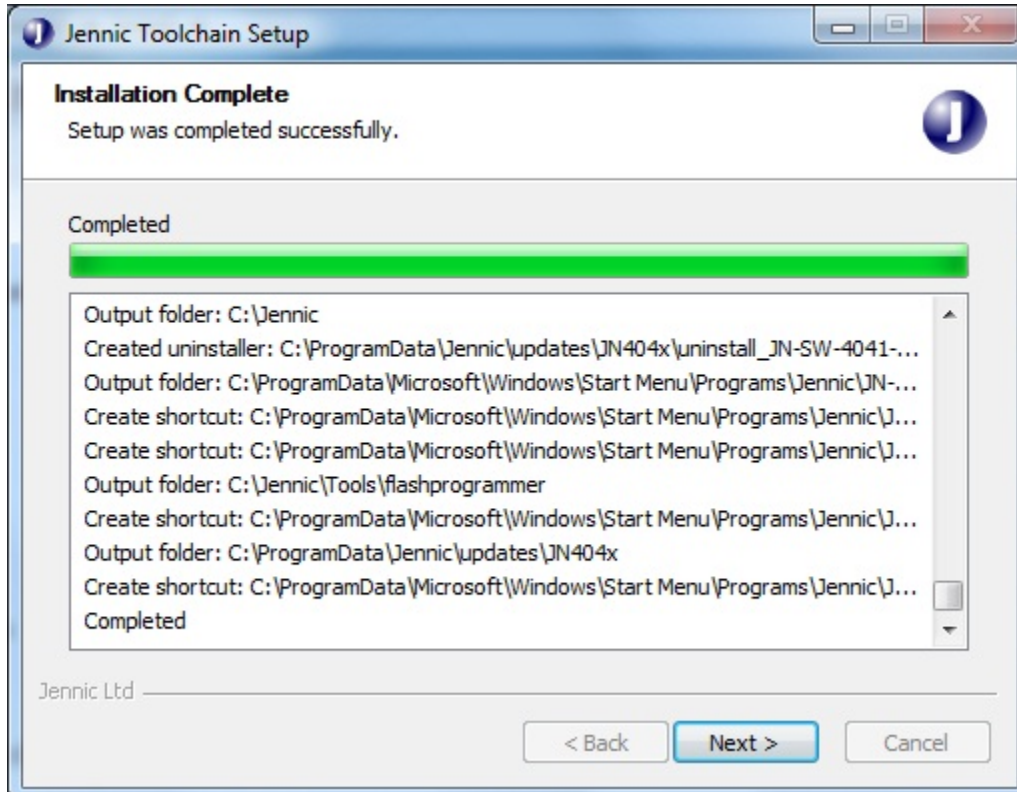 Jennic Toolchain Setup
Installation Complete
Setup was completed successfully.
Completed
Output folder: C:\Jennic
Created uninstaller: C:\ProgramData\Jennic\updates\JN404x\uninstall_JN-SW-4041-...
Output folder: C:\ProgramData\Microsoft\Windows\Start Menu\Programs\Jennic\JN-...
Create shortcut: C:\ProgramData\Microsoft\Windows\Start Menu\Programs\Jennic\J...
Create shortcut: C:\ProgramData\Microsoft\Windows\Start Menu\Programs\Jennic\J...
Output folder: C:\Jennic\Tools\flashprogrammer
Create shortcut: C:\ProgramData\Microsoft\Windows\Start Menu\Programs\Jennic\J...
Output folder: C:\ProgramData\Jennic\updates\JN404x
Create shortcut: C:\ProgramData\Microsoft\Windows\Start Menu\Programs\Jennic\J...
Completed
Jennic Ltd
< Back Next > Cancel